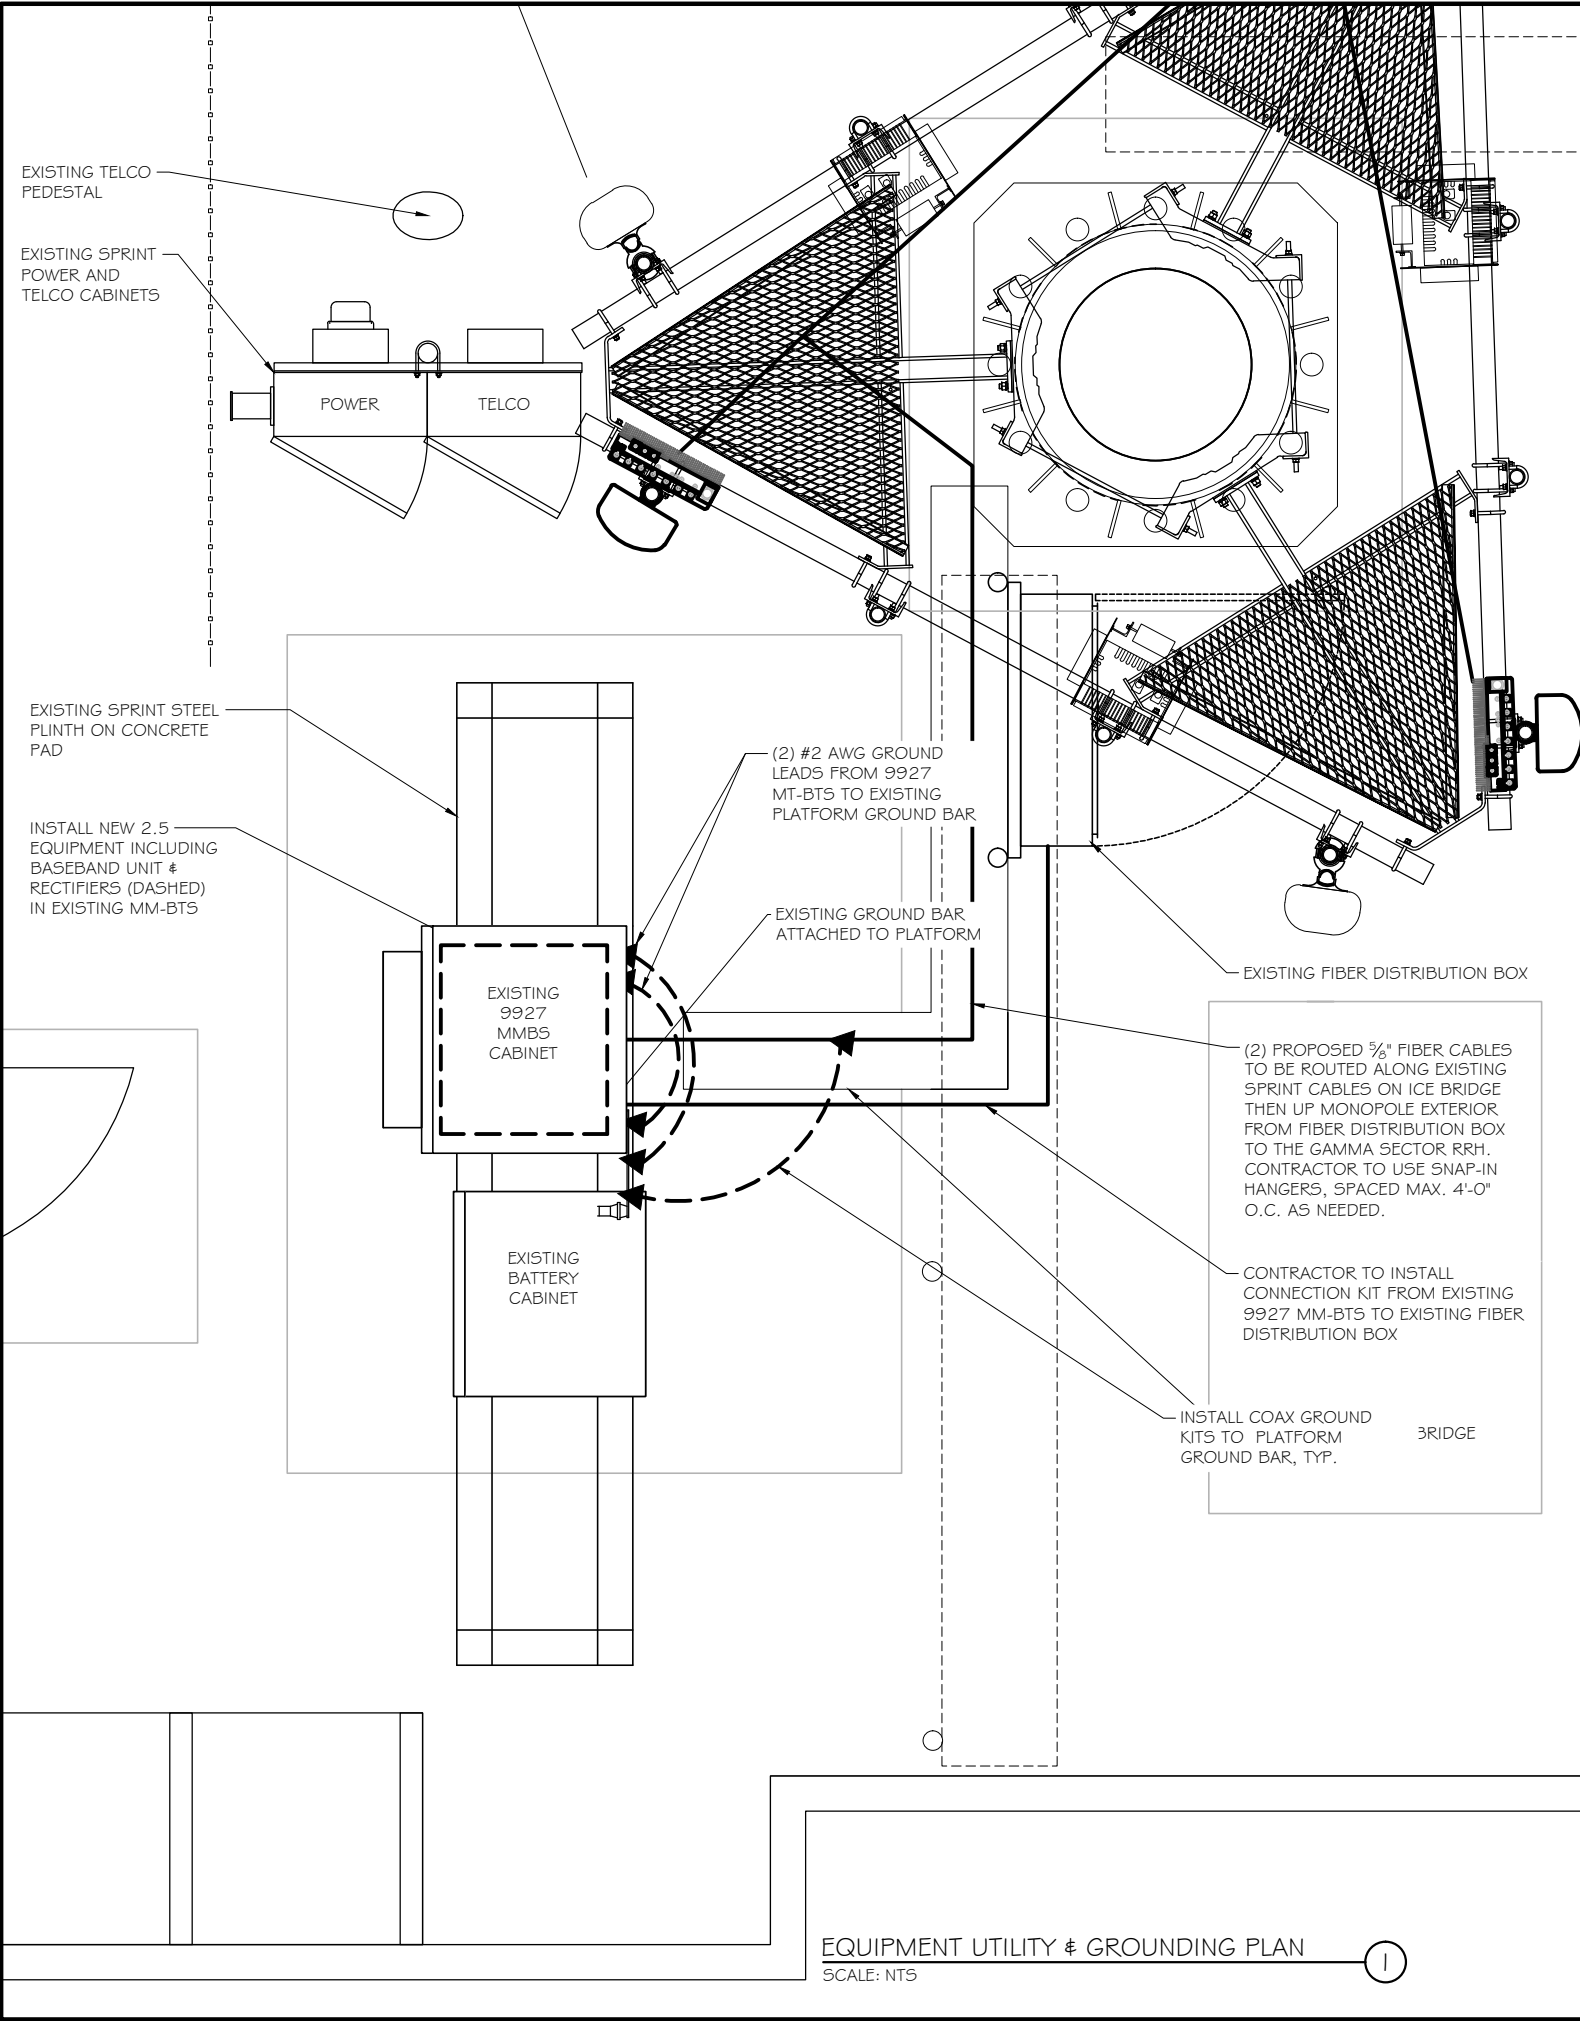 EXISTING TELCO
PEDESTAL
EXISTING SPRINT
POWER AND
TELCO CABINETS
POWER
TELCO
EXISTING SPRINT STEEL
PLINTH ON CONCRETE
PAD
(2) #2 AWG GROUND
LEADS FROM 9927
MT-BTS TO EXISTING
PLATFORM GROUND BAR
INSTALL NEW 2.5
EQUIPMENT INCLUDING
BASEBAND UNIT &
RECTIFIERS (DASHED)
IN EXISTING MM-BTS
EXISTING GROUND BAR
ATTACHED TO PLATFORM
EXISTING FIBER DISTRIBUTION BOX
EXISTING
9927
MMBS
CABINET
(2) PROPOSED 5/8" FIBER CABLES
TO BE ROUTED ALONG EXISTING
SPRINT CABLES ON ICE BRIDGE
THEN UP MONOPOLE EXTERIOR
FROM FIBER DISTRIBUTION BOX
TO THE GAMMA SECTOR RRH.
CONTRACTOR TO USE SNAP-IN
HANGERS, SPACED MAX. 4'-0"
O.C. AS NEEDED.
EXISTING
BATTERY
CABINET
CONTRACTOR TO INSTALL
CONNECTION KIT FROM EXISTING
9927 MM-BTS TO EXISTING FIBER
DISTRIBUTION BOX
INSTALL COAX GROUND
KITS TO PLATFORM
GROUND BAR, TYP.
EQUIPMENT UTILITY & GROUNDING PLAN
SCALE: NTS
1